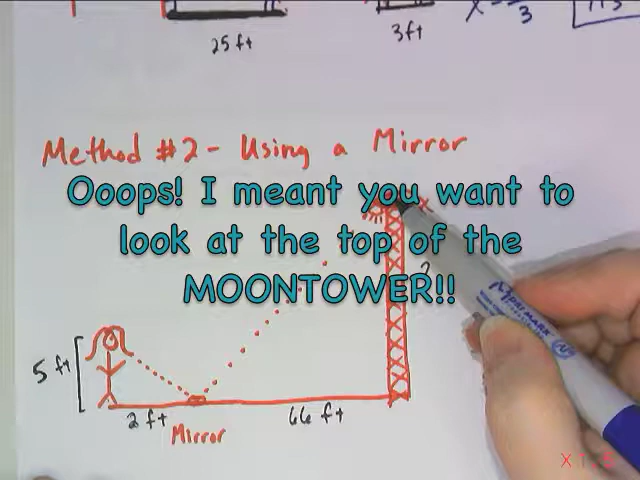 25 ft
3 ft
Method #2 - Using a Mirror
Ooops! I meant you want to
look at the top of the
MOONTOWER!!
?
5 ft
2 ft
66 ft
Mirror